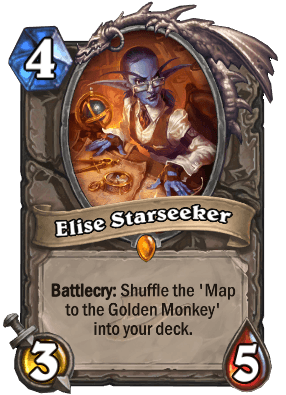 4
Elise Starseeker
Battlecry: Shuffle the 'Map
to the Golden Monkey'
into your deck.
3
5